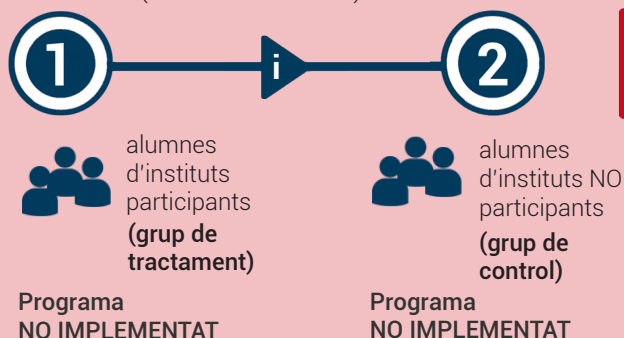 1
i
2
alumnes
d'instituts
participants
(grup de
tractament)
Programa
NO IMPLEMENTAT
alumnes
d'instituts NO
participants
(grup de
control)
Programa
NO IMPLEMENTAT